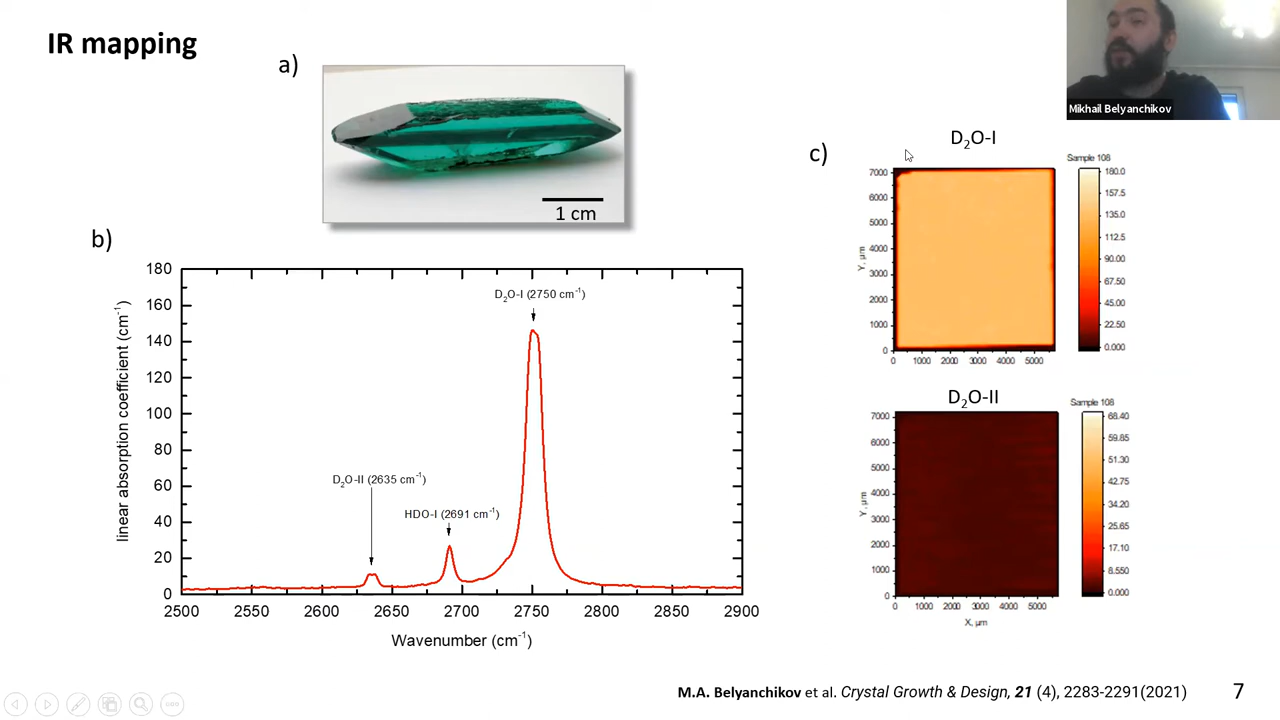 IR mapping
Mikhail Belyanchikov
a)
1 cm
b)
180
160
140
120
100
80
60
40
20
0
linear absorption coefficient (cm⁻¹)
D₂O-I (2750 cm⁻¹)
D₂O-II (2635 cm⁻¹)
HDO-I (2691 cm⁻¹)
2500 2550 2600 2650 2700 2750 2800 2850 2900
Wavenumber (cm⁻¹)
c)
D₂O-I
Sample 108
7000
6000
5000
4000
3000
2000
1000
0
Y, µm
0 1000 2000 3000 4000 5000
180.0
157.5
135.0
112.5
90.00
67.50
45.00
22.50
0.000
D₂O-II
Sample 108
7000
6000
5000
4000
3000
2000
1000
0
Y, µm
0 1000 2000 3000 4000 5000
X, µm
68.40
59.85
51.30
42.75
34.20
25.65
17.10
8.550
0.000
M.A. Belyanchikov et al. Crystal Growth & Design, 21 (4), 2283-2291(2021)
7